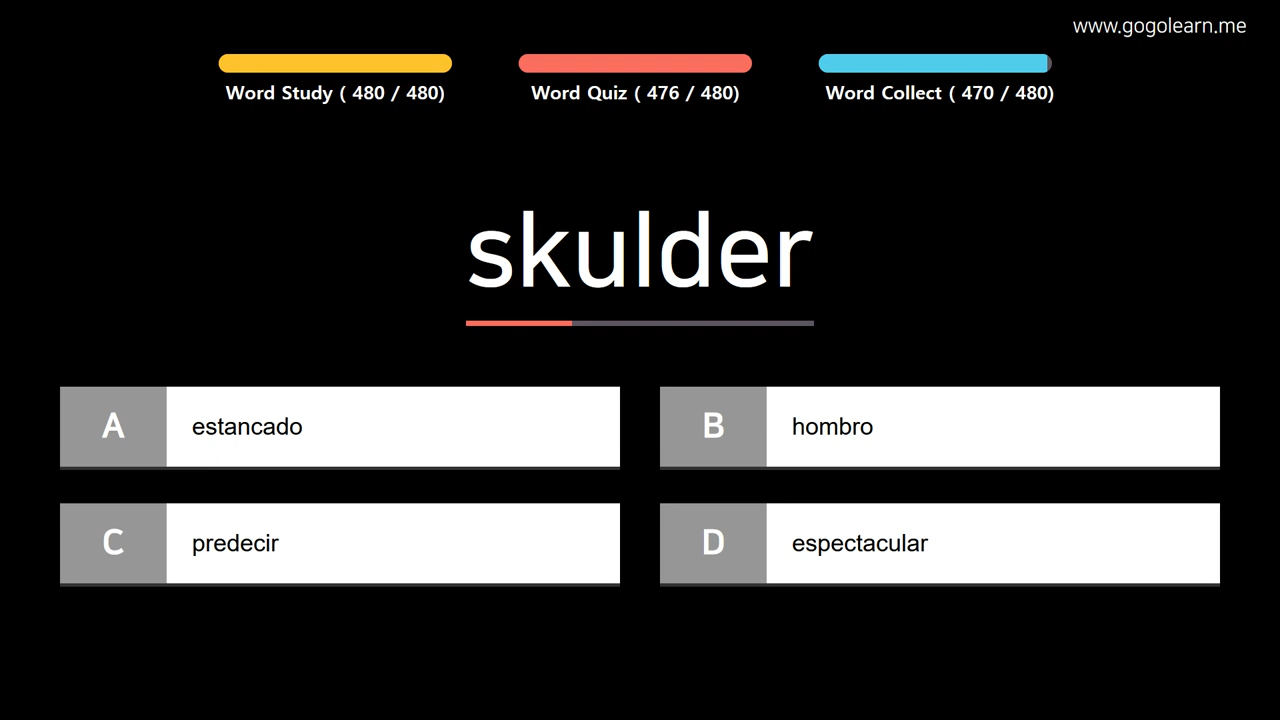 www.gogolearn.me
Word Study ( 480 / 480)
Word Quiz ( 476 / 480)
Word Collect ( 470 / 480)
skulder
A
estancado
B
hombro
C
predecir
D
espectacular